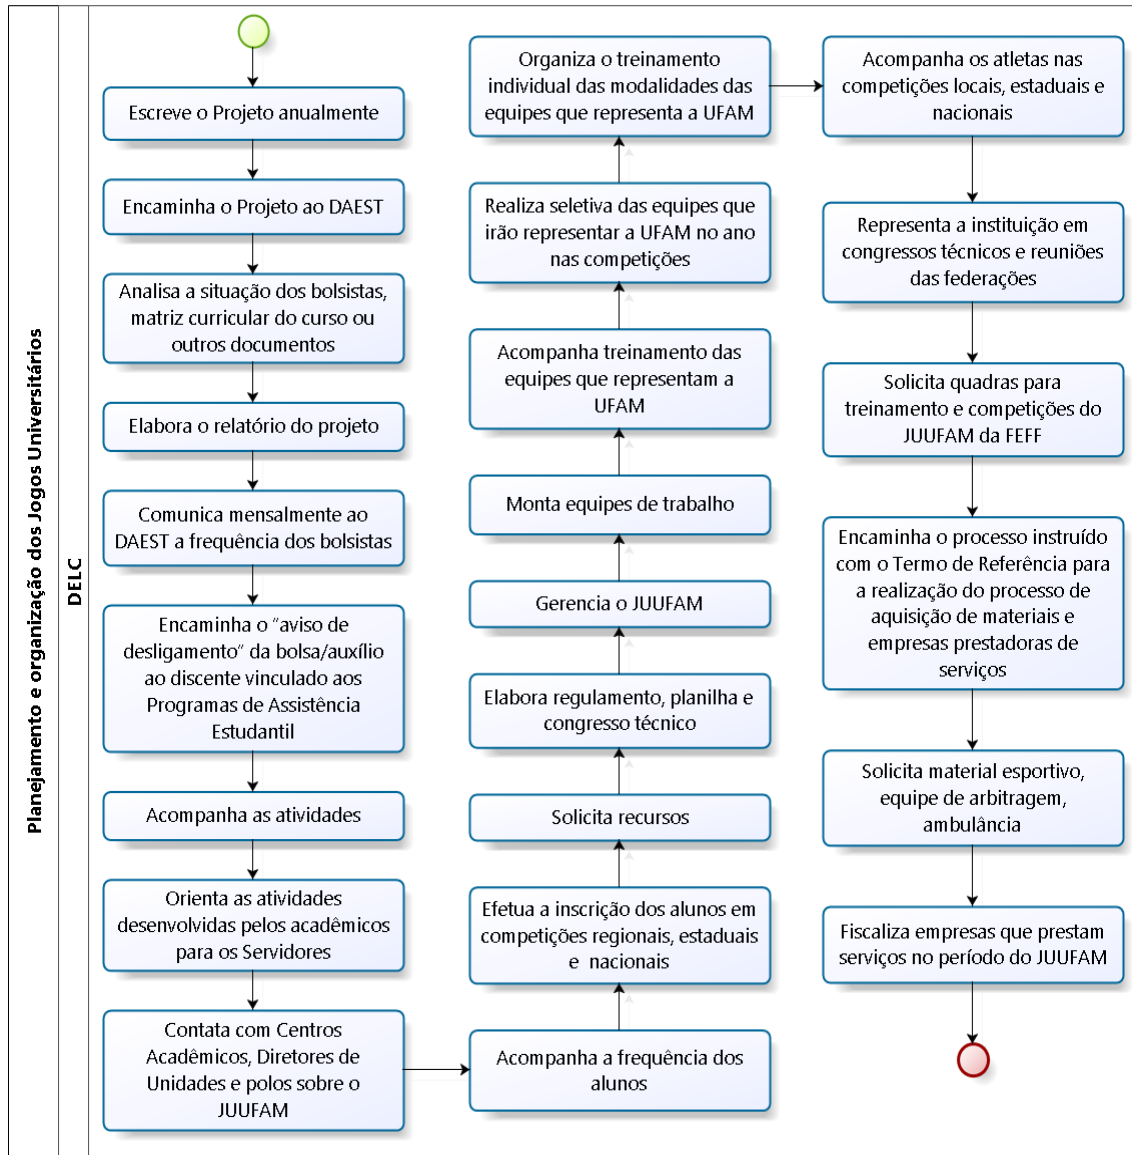 Planejamento e organização dos Jogos Universitários
DELC
Escreve o Projeto anualmente
Encaminha o Projeto ao DAEST
Analisa a situação dos bolsistas,
matriz curricular do curso ou
outros documentos
Elabora o relatório do projeto
Comunica mensalmente ao
DAEST a frequência dos bolsistas
Encaminha o “aviso de
desligamento” da bolsa/auxílio
ao discente vinculado aos
Programas de Assistência
Estudantil
Acompanha as atividades
Orienta as atividades
desenvolvidas pelos acadêmicos
para os Servidores
Contata com Centros
Acadêmicos, Diretores de
Unidades e polos sobre o
JUUFAM
Acompanha a frequência dos
alunos
Efetua a inscrição dos alunos em
competições regionais, estaduais
e nacionais
Solicita recursos
Elabora regulamento, planilha e
congresso técnico
Gerencia o JUUFAM
Monta equipes de trabalho
Acompanha treinamento das
equipes que representam a
UFAM
Realiza seletiva das equipes que
irão representar a UFAM no ano
nas competições
Organiza o treinamento
individual das modalidades das
equipes que representa a UFAM
Acompanha os atletas nas
competições locais, estaduais e
nacionais
Representa a instituição em
congressos técnicos e reuniões
das federações
Solicita quadras para
treinamento e competições do
JUUFAM da FEFF
Encaminha o processo instruído
com o Termo de Referência para
a realização do processo de
aquisição de materiais e
empresas prestadoras de
serviços
Solicita material esportivo,
equipe de arbitragem,
ambulância
Fiscaliza empresas que prestam
serviços no período do JUUFAM